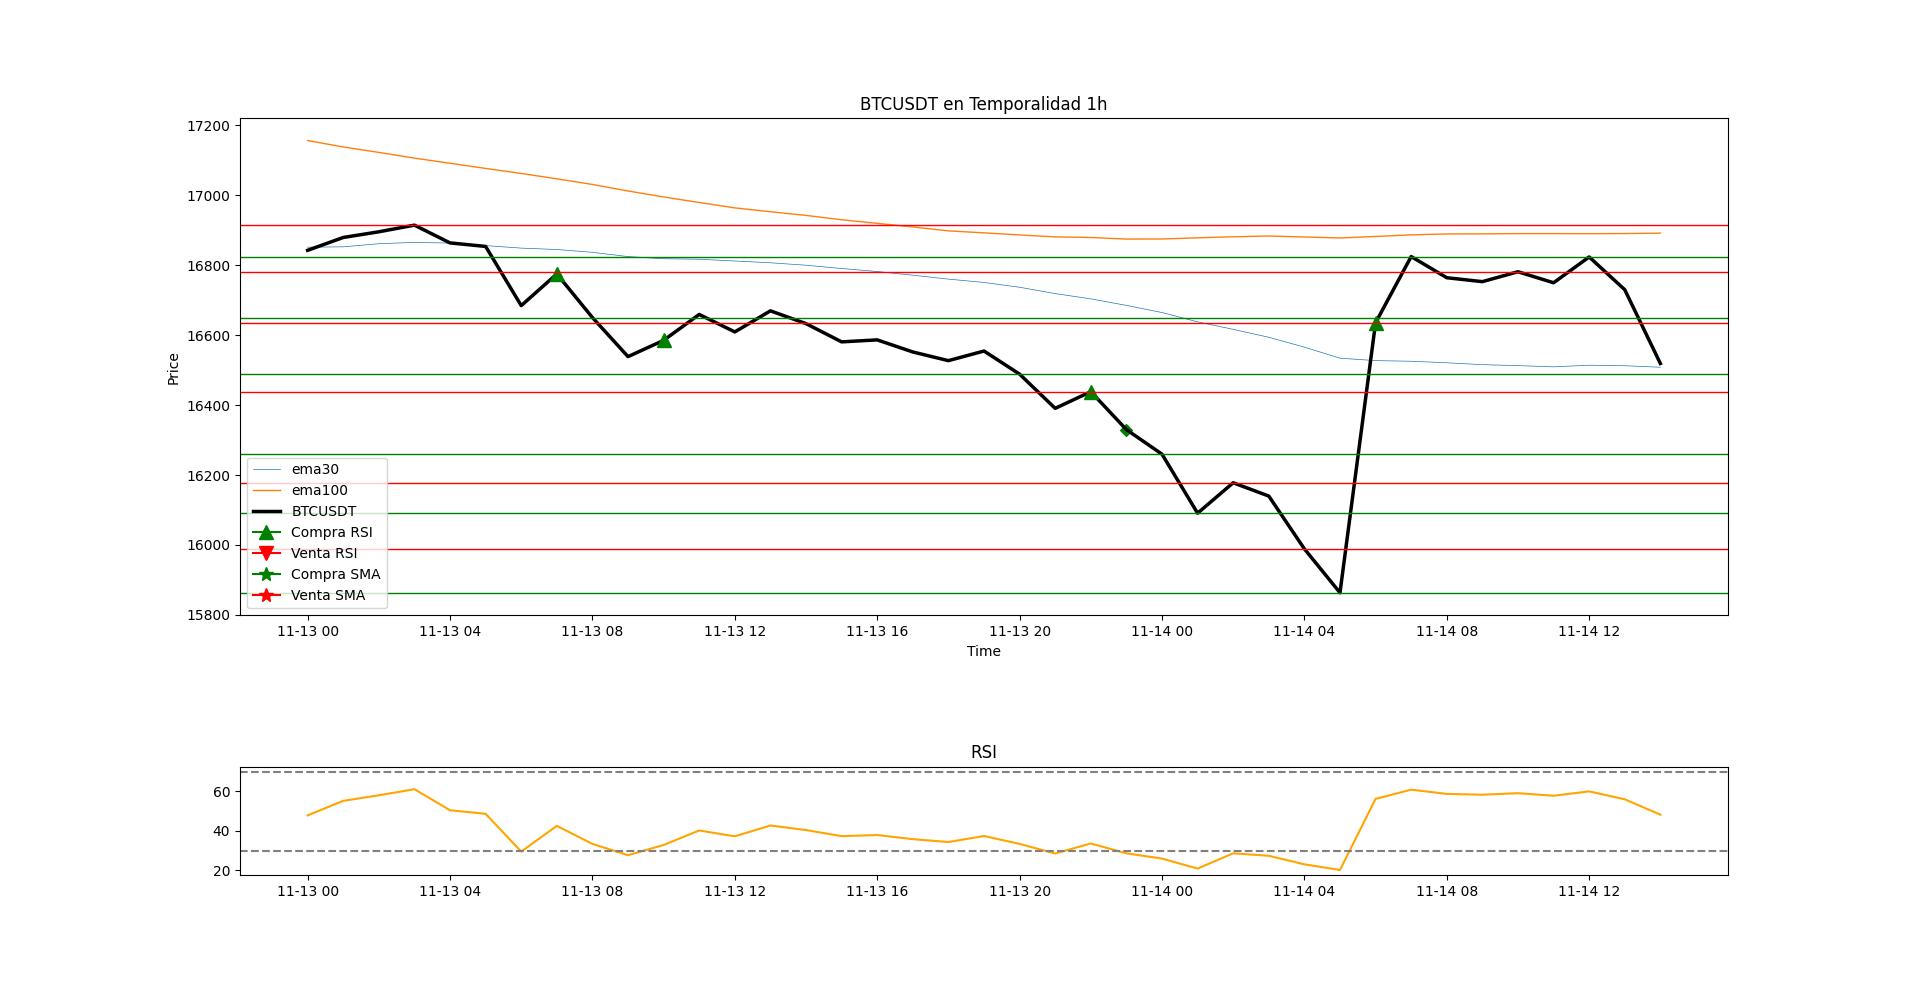 BTCUSDT en Temporalidad 1h
17200
17000
16800
16600
16400
16200
16000
15800
Price
ema30
ema100
BTCUSDT
Compra RSI
Venta RSI
Compra SMA
Venta SMA
11-13 00 11-13 04 11-13 08 11-13 12 11-13 16 11-13 20 11-14 00 11-14 04 11-14 08 11-14 12
Time
RSI
60
40
20
11-13 00 11-13 04 11-13 08 11-13 12 11-13 16 11-13 20 11-14 00 11-14 04 11-14 08 11-14 12